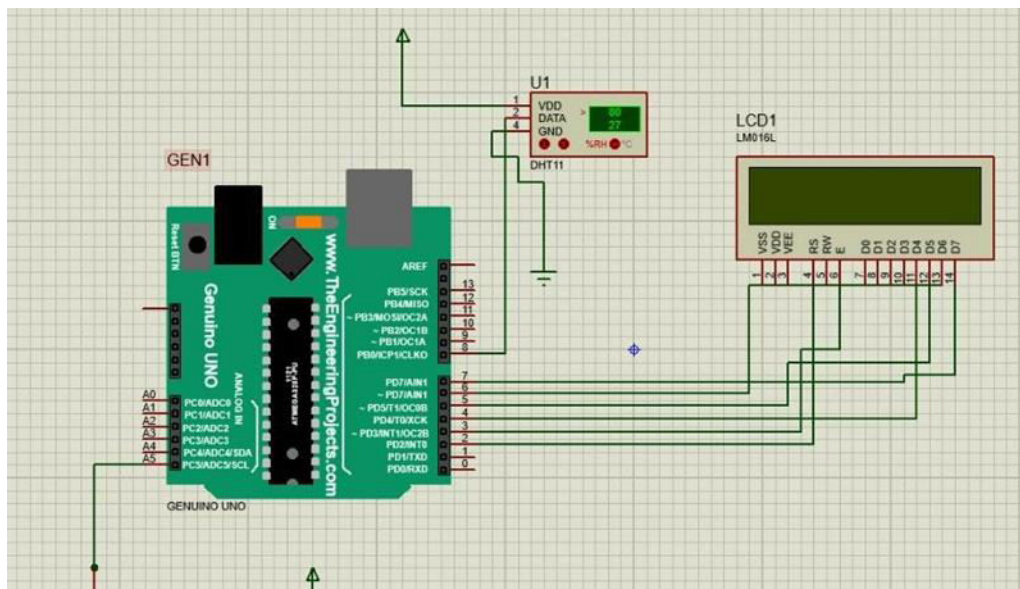 U1
1 VDD
2 DATA
4 GND
>
80
27
%RH °C
DHT11
LCD1
LM016L
VSS VDD VEE RS RW E D0 D1 D2 D3 D4 D5 D6 D7
1 2 3 4 5 6 7 8 9 10 11 12 13 14
GEN1
Reset BTN
ON
www.TheEngineeringProjects.com
Genuino UNO
ANALOG IN
AREF
PB5/SCK 13
PB4/MISO 12
~ PB3/MOSI/OC2A 11
~ PB2/OC1B 10
~ PB1/OC1A 9
PB0/ICP1/CLKO 8
PD7/AIN1 7
~ PD7/AIN1 6
~ PD5/T1/OC0B 5
PD4/T0/XCK 4
~ PD3/INT1/OC2B 3
PD2/INT0 2
PD1/TXD 1
PD0/RXD 0
A0 PC0/ADC0
A1 PC1/ADC1
A2 PC2/ADC2
A3 PC3/ADC3
A4 PC4/ADC4/SDA
A5 PC5/ADC5/SCL
GENUINO UNO